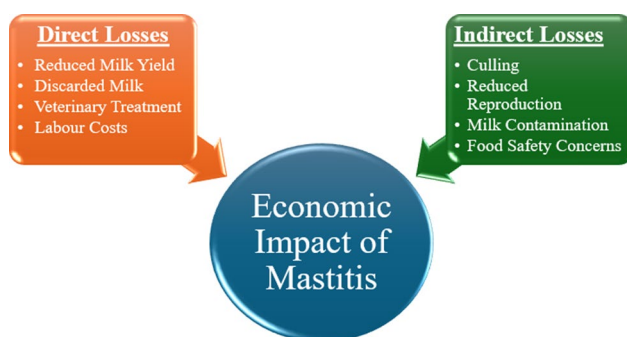 Direct Losses
• Reduced Milk Yield
• Discarded Milk
• Veterinary Treatment
• Labour Costs
Indirect Losses
• Culling
• Reduced
Reproduction
• Milk Contamination
• Food Safety Concerns
Economic
Impact of
Mastitis